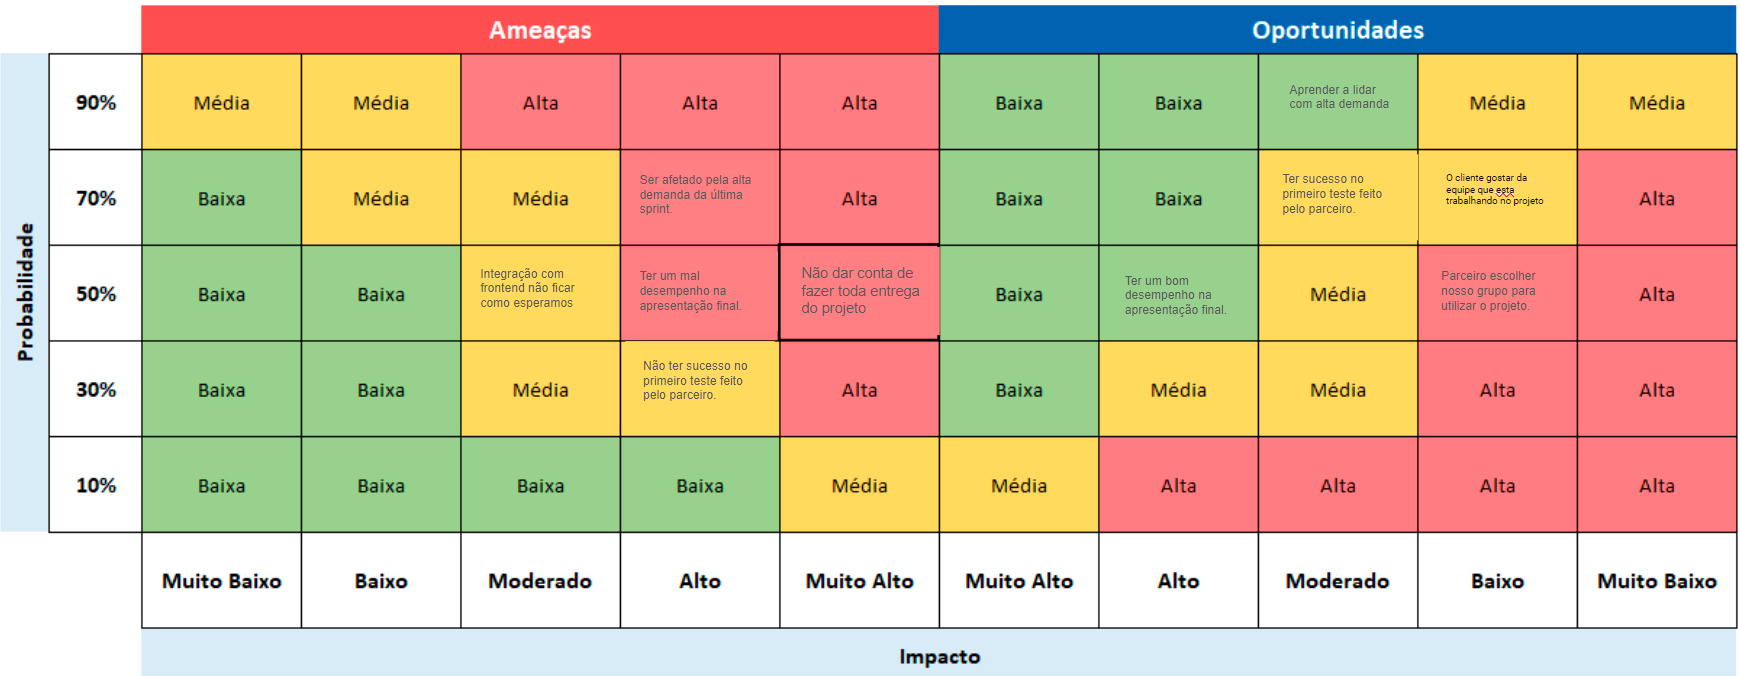 Ameaças Oportunidades
Probabilidade
90% Média Média Alta Alta Alta Baixa Baixa Aprender a lidar Média Média
com alta demanda
70% Baixa Média Média Ser afetado pela alta Alta Baixa Baixa Ter sucesso no O cliente gostar da Alta
demanda da última primeiro teste feito equipe que esta
sprint. pelo parceiro. trabalhando no projeto
50% Baixa Baixa Integração com Ter um mal Não dar conta de Baixa Ter um bom Média Parceiro escolher Alta
frontend não ficar desempenho na fazer toda entrega desempenho na nosso grupo para
como esperamos apresentação final. do projeto apresentação final. utilizar o projeto.
30% Baixa Baixa Média Não ter sucesso no Alta Baixa Média Média Alta Alta
primeiro teste feito
pelo parceiro.
10% Baixa Baixa Baixa Baixa Média Média Alta Alta Alta Alta
Muito Baixo Baixo Moderado Alto Muito Alto Muito Alto Alto Moderado Baixo Muito Baixo
Impacto